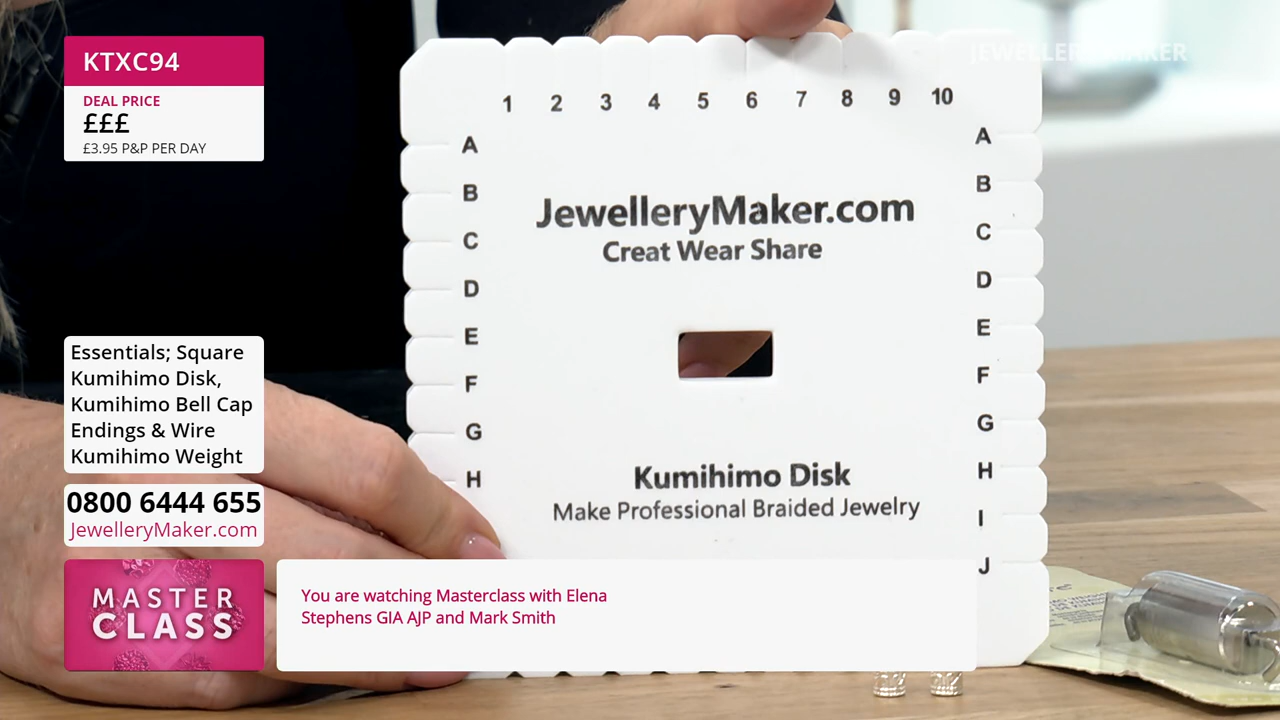 KTXC94
DEAL PRICE
£££
£3.95 P&P PER DAY
JEWELLERY MAKER
1 2 3 4 5 6 7 8 9 10
A A
B B
JewelleryMaker.com
C C
Creat Wear Share
D D
E E
F F
G G
H H
Kumihimo Disk
Make Professional Braided Jewelry
I
J
Essentials; Square
Kumihimo Disk,
Kumihimo Bell Cap
Endings & Wire
Kumihimo Weight
0800 6444 655
JewelleryMaker.com
MASTER
CLASS
You are watching Masterclass with Elena
Stephens GIA AJP and Mark Smith